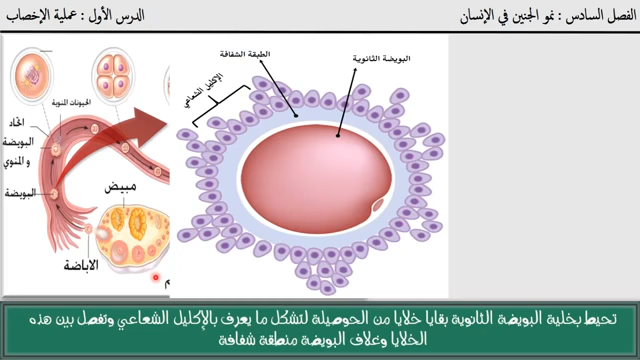 الفصل السادس : نمو الجنين في الإنسان
الدرس الأول : عملية الإخصاب
الطبقة الشفافة
البويضة الثانوية
الإكليل الشعاعي
الحيوانات المنوية
اتحاد
البويضة
والمنوي
البويضة
مبيض
الاباضة
م
تحيط بخلية البويضة الثانوية بقايا خلايا من الحوصلة لتشكل ما يعرف بالإكليل الشعاعي وتفصل بين هذه
الخلايا وغلاف البويضة منطقة شفافة